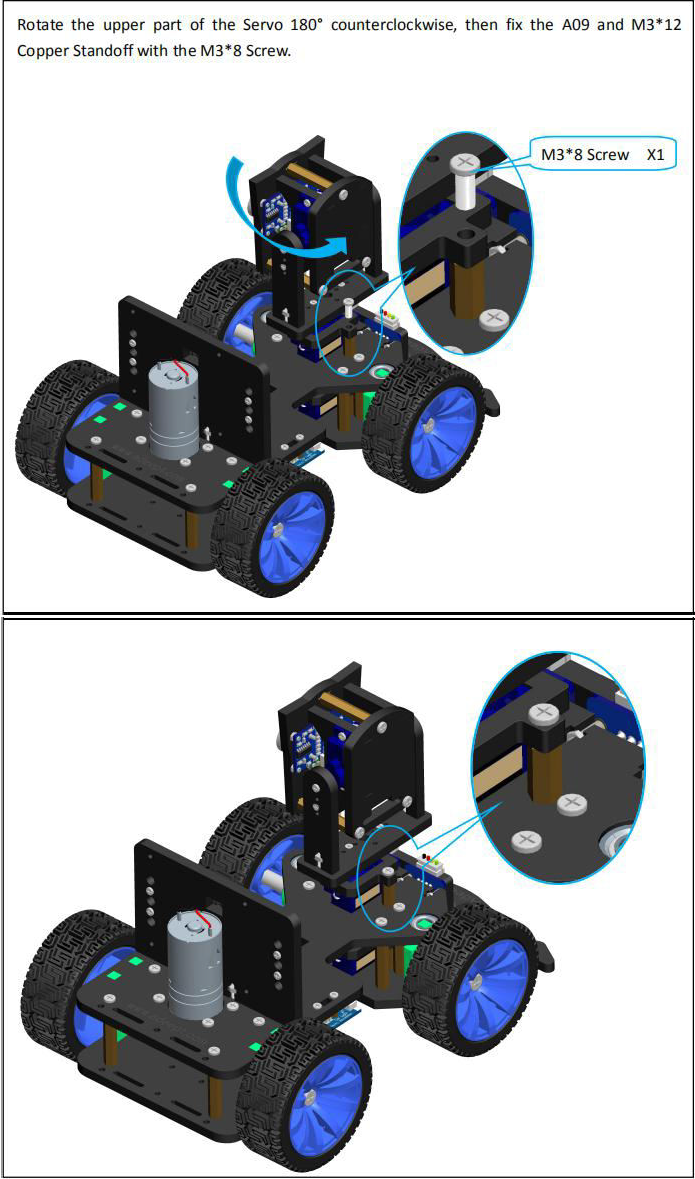 Rotate the upper part of the Servo 180° counterclockwise, then fix the A09 and M3*12
Copper Standoff with the M3*8 Screw.
M3*8 Screw X1